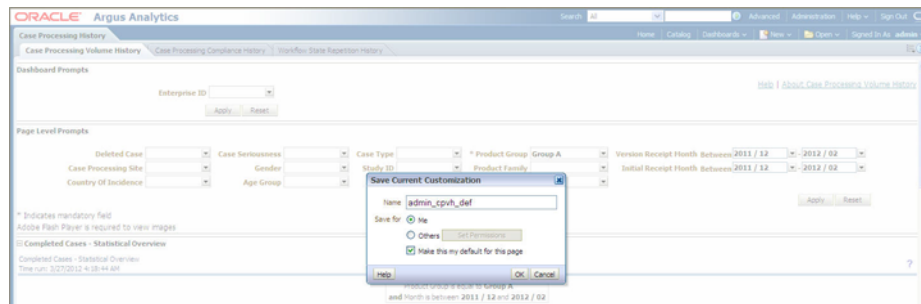 ORACLE Argus Analytics
Search All Advanced Administration Help Sign Out
Case Processing History
Home Catalog Dashboards New Open Signed In As admin
Case Processing Volume History Case Processing Compliance History Workflow State Repetition History
Dashboard Prompts
Help | About Case Processing Volume History
Enterprise ID
Apply Reset
Page Level Prompts
Deleted Case Case Seriousness Case Type * Product Group Group A Version Receipt Month Between 2011 / 12 - 2012 / 02
Case Processing Site Gender Study ID Product Family Initial Receipt Month Between 2011 / 12 - 2012 / 02
Country Of Incidence Age Group
Apply Reset
Save Current Customization
Name admin_cpvh_def
Save for Me
Others Set Permissions
Make this my default for this page
Help OK Cancel
* Indicates mandatory field
Adobe Flash Player is required to view images
Completed Cases - Statistical Overview
Completed Cases - Statistical Overview
Time run: 3/27/2012 4:18:44 AM
?
Product Group is equal to Group A
and Month is between 2011 / 12 and 2012 / 02